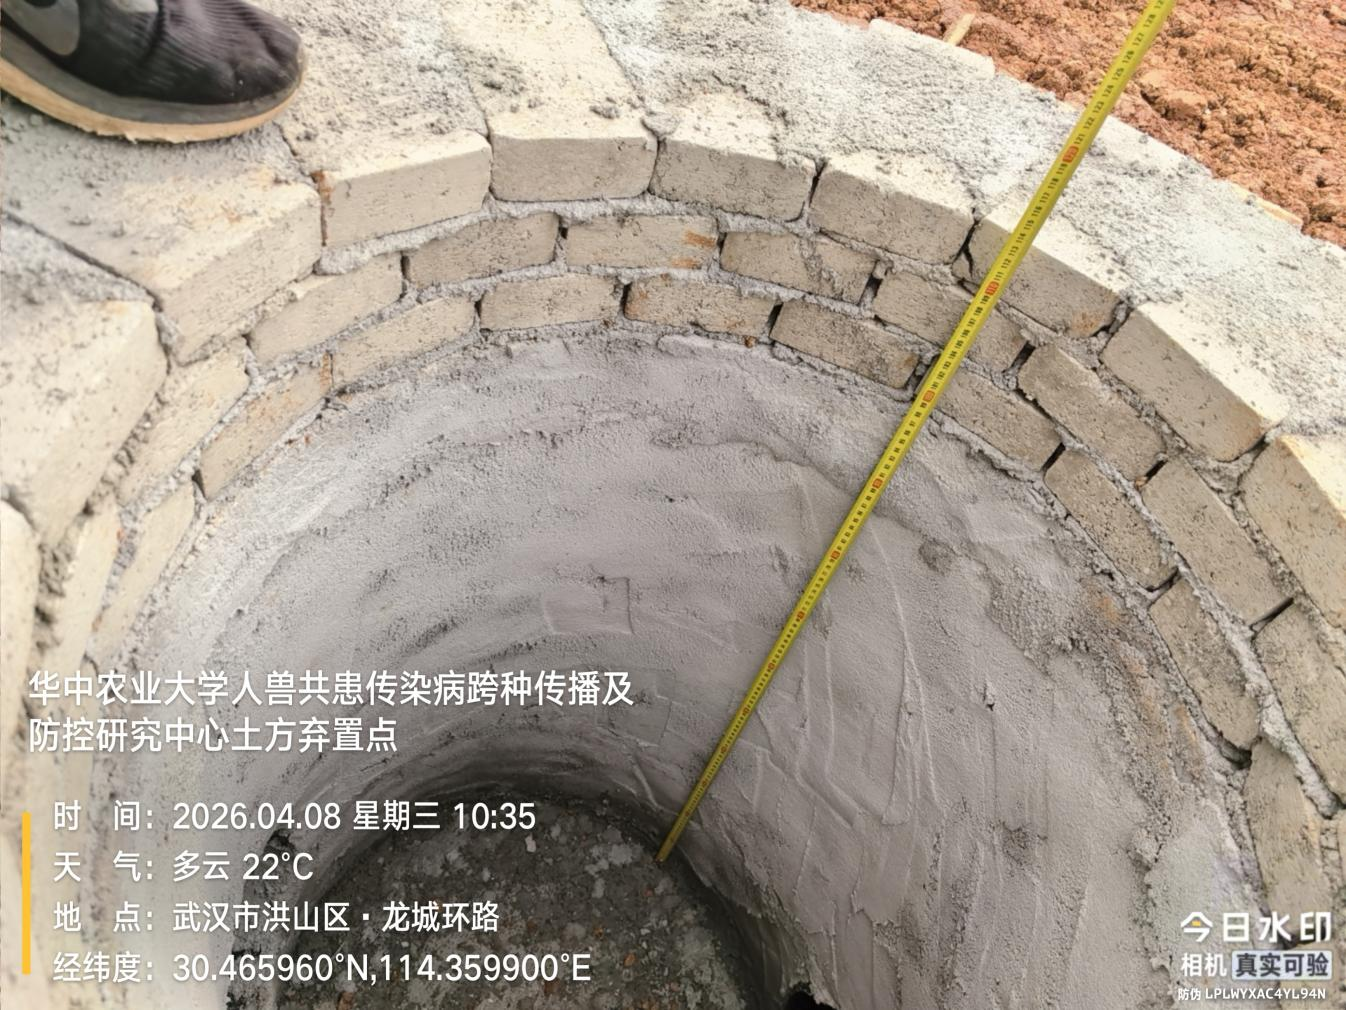 华中农业大学人兽共患传染病跨种传播及
防控研究中心土方弃置点
时 间：2026.04.08 星期三 10:35
天 气：多云 22°C
地 点：武汉市洪山区·龙城环路
经纬度：30.465960°N,114.359900°E
今日水印
相机 真实可验
防伪 LPLWYXAC4YL94N